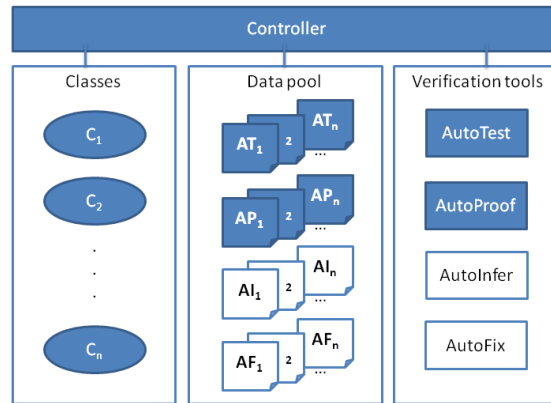 Controller
Classes
C1
C2
.
.
.
Cn
Data pool
AT1 2 ATn
...
AP1 2 APn
...
AI1 2 AIn
...
AF1 2 AFn
...
Verification tools
AutoTest
AutoProof
AutoInfer
AutoFix